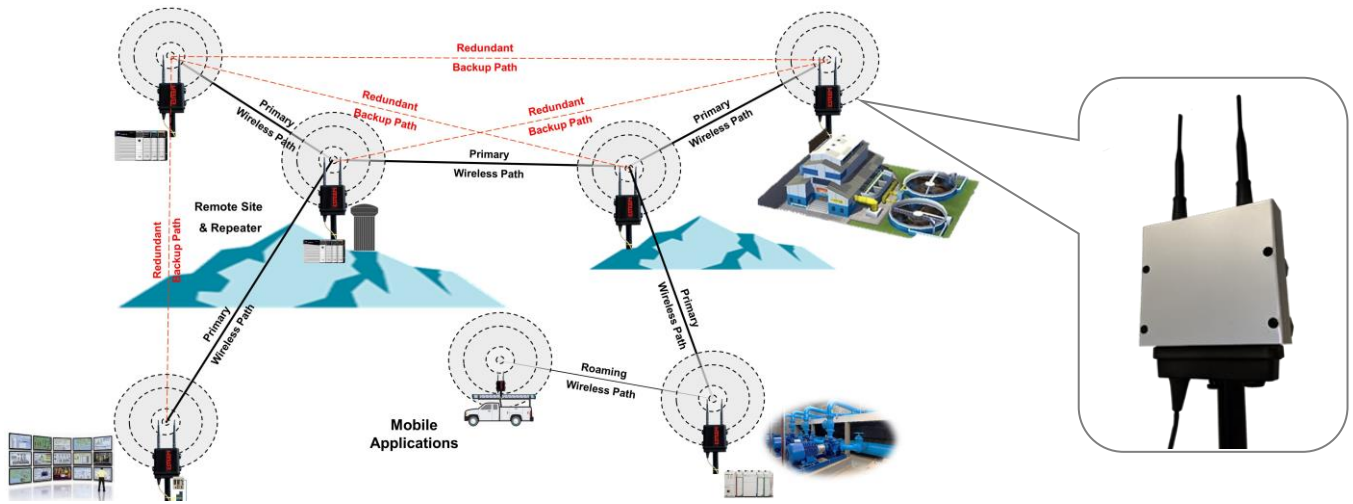 Redundant
Backup Path
Redundant
Backup Path
Redundant
Backup Path
Primary
Wireless Path
Primary
Wireless Path
Primary
Wireless Path
Remote Site
& Repeater
Redundant
Backup Path
Primary
Wireless Path
Primary
Wireless Path
Roaming
Wireless Path
Mobile
Applications